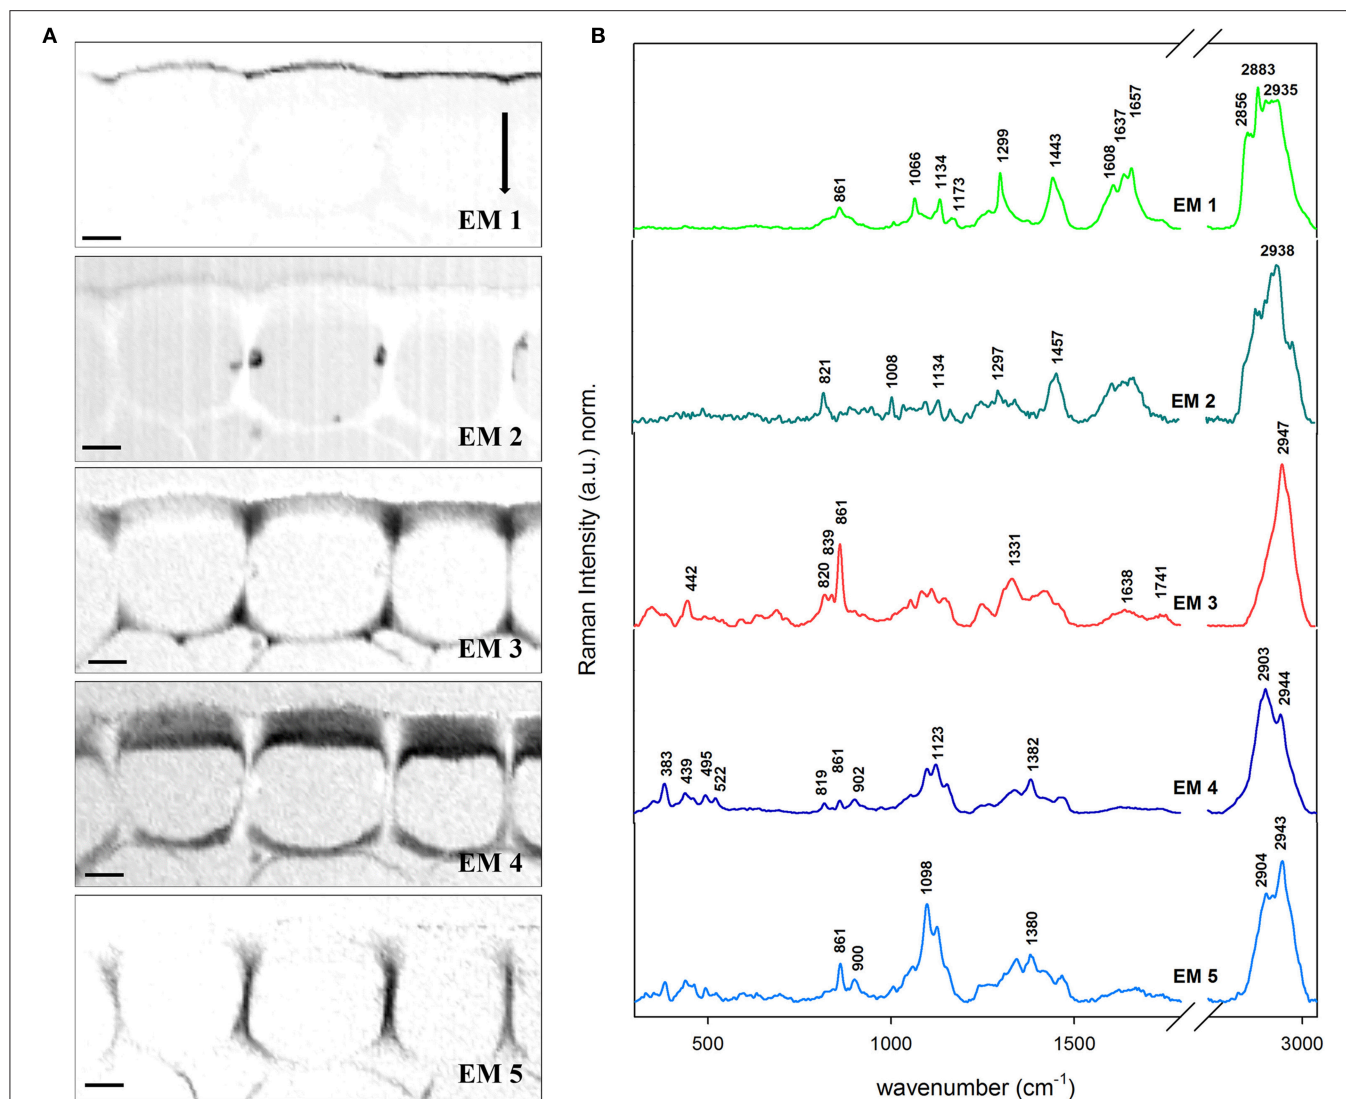 A
EM 1
EM 2
EM 3
EM 4
EM 5
B
Raman Intensity (a.u.) norm.
861
1066
1134
1173
1299
1443
1608
1637
1657
2856
2883
2935
EM 1
821
1008
1134
1297
1457
2938
EM 2
442
820
839
861
1331
1638
1741
2947
EM 3
383
439
495
522
819
861
902
1123
1382
2903
2944
EM 4
861
900
1098
1380
2904
2943
EM 5
500 1000 1500 3000
wavenumber (cm⁻¹)